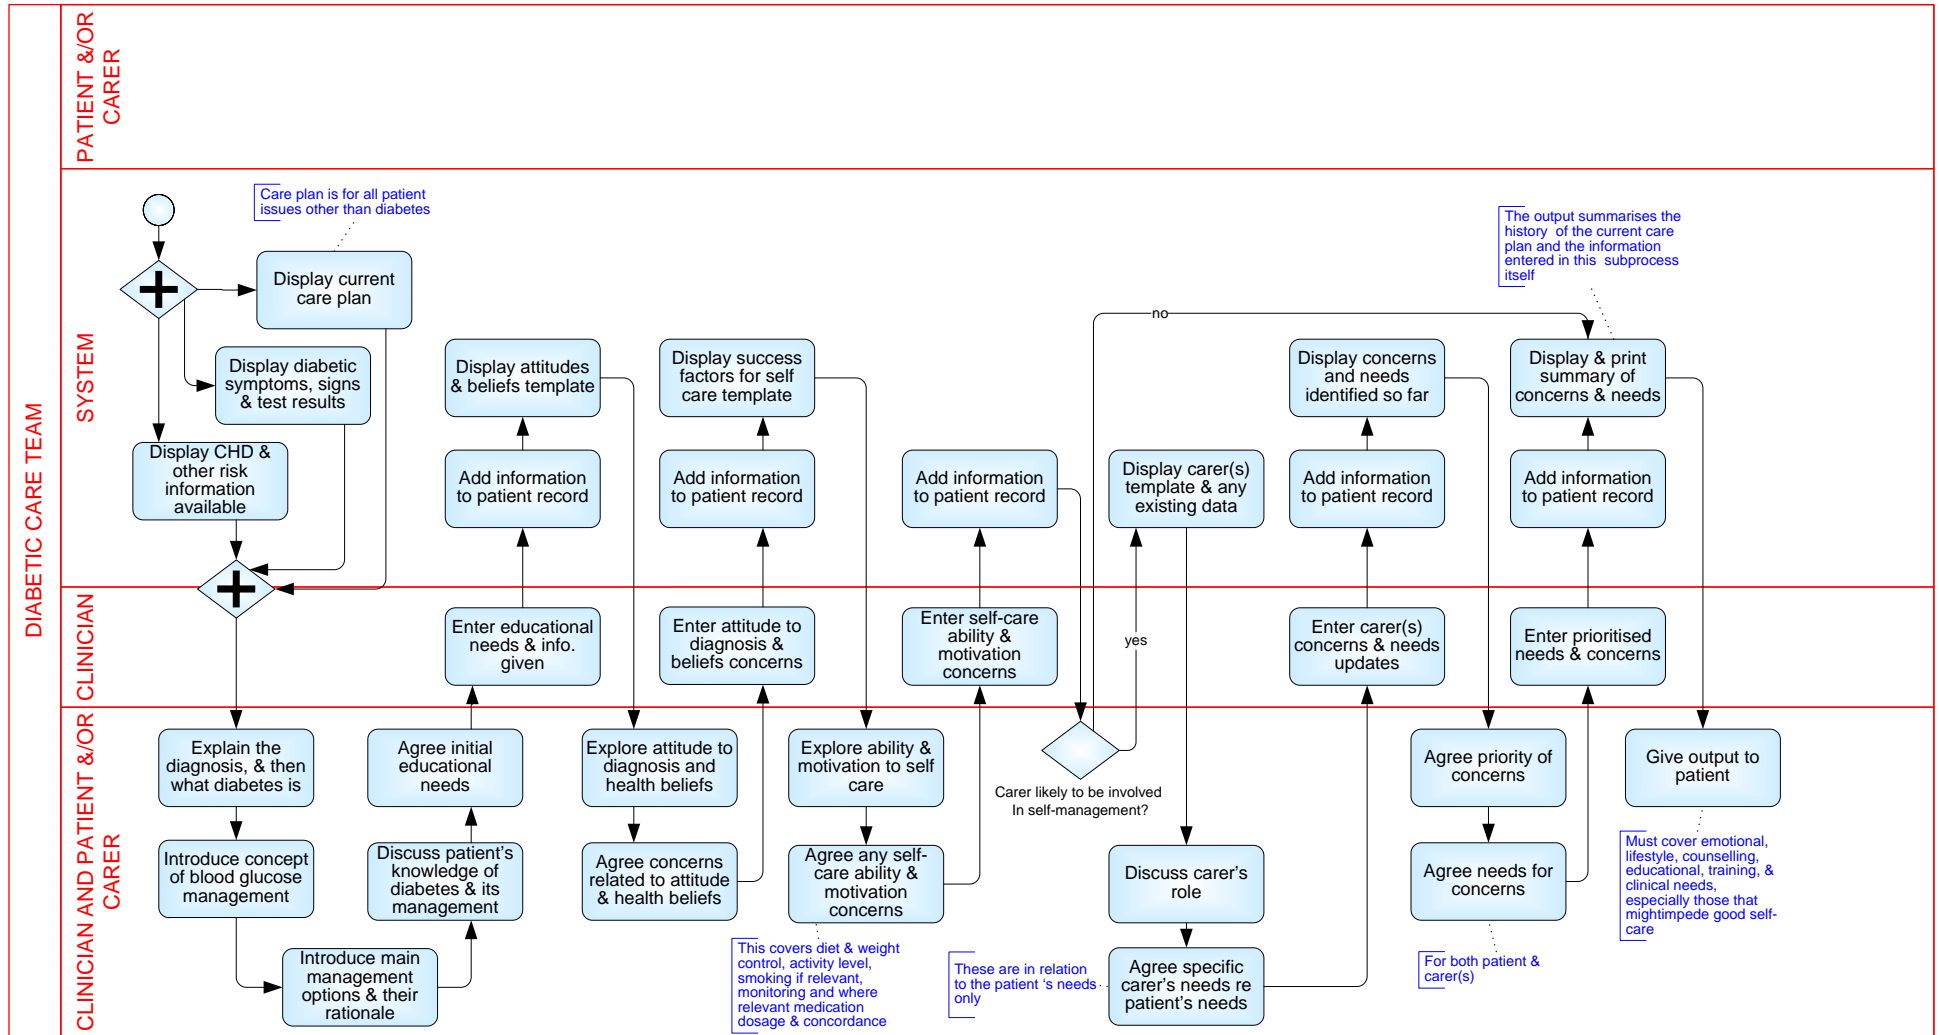 DIABETIC CARE TEAM
PATIENT &/OR
CARER
SYSTEM
CLINICIAN
CLINICIAN AND PATIENT &/OR
CARER
Care plan is for all patient
issues other than diabetes
Display current
care plan
Display diabetic
symptoms, signs
& test results
Display CHD &
other risk
information
available
Display attitudes
& beliefs template
Add information
to patient record
Display success
factors for self
care template
Add information
to patient record
Add information
to patient record
Display carer(s)
template & any
existing data
no
yes
The output summarises the
history of the current care
plan and the information
entered in this subprocess
itself
Display concerns
and needs
identified so far
Add information
to patient record
Display & print
summary of
concerns & needs
Add information
to patient record
Enter educational
needs & info.
given
Enter attitude to
diagnosis &
beliefs concerns
Enter self-care
ability &
motivation
concerns
Enter carer(s)
concerns & needs
updates
Enter prioritised
needs & concerns
Explain the
diagnosis, & then
what diabetes is
Introduce concept
of blood glucose
management
Introduce main
management
options & their
rationale
Agree initial
educational
needs
Discuss patient's
knowledge of
diabetes & its
management
Explore attitude to
diagnosis and
health beliefs
Agree concerns
related to attitude
& health beliefs
Explore ability &
motivation to self
care
Agree any self-
care ability &
motivation
concerns
This covers diet & weight
control, activity level,
smoking if relevant,
monitoring and where
relevant medication
dosage & concordance
Carer likely to be involved
In self-management?
Discuss carer's
role
Agree specific
carer's needs re
patient's needs
These are in relation
to the patient ‘s needs
only
Agree priority of
concerns
Agree needs for
concerns
For both patient &
carer(s)
Give output to
patient
Must cover emotional,
lifestyle, counselling,
educational, training, &
clinical needs,
especially those that
mightimpede good self-
care